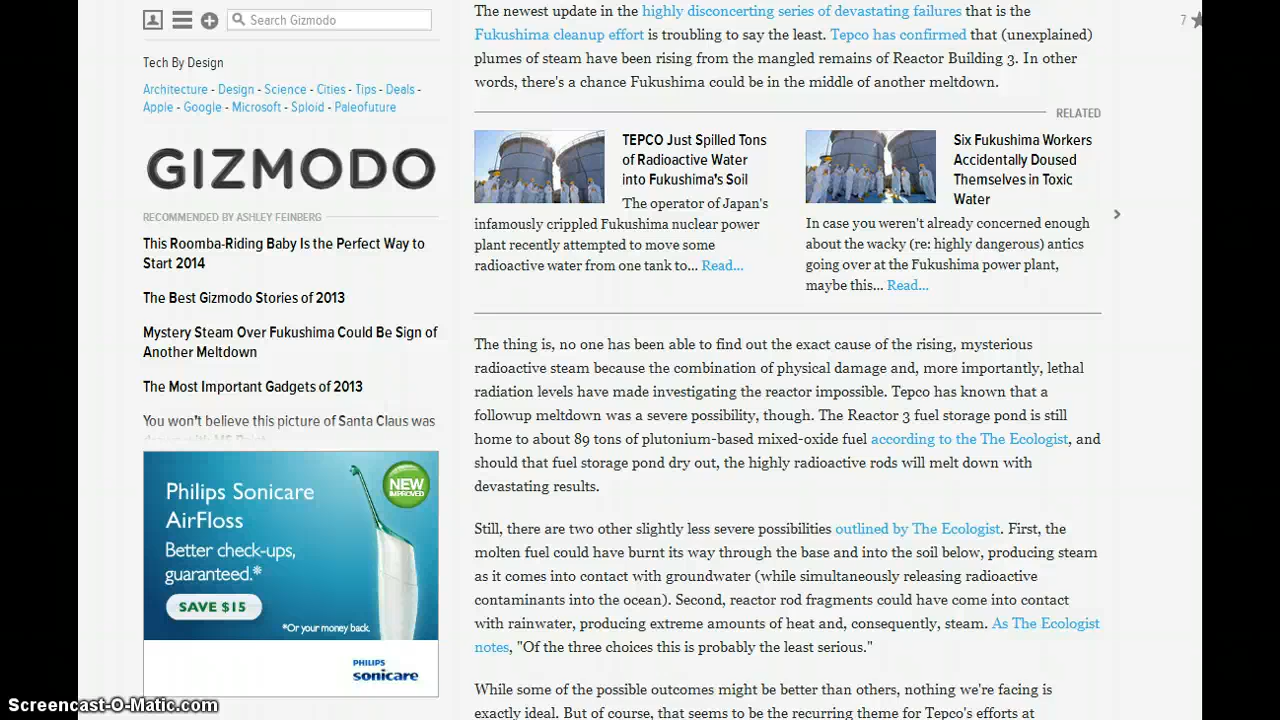 Search Gizmodo
Tech By Design
Architecture - Design - Science - Cities - Tips - Deals -
Apple - Google - Microsoft - Sploid - Paleofuture
GIZMODO
RECOMMENDED BY ASHLEY FEINBERG
This Roomba-Riding Baby Is the Perfect Way to
Start 2014
The Best Gizmodo Stories of 2013
Mystery Steam Over Fukushima Could Be Sign of
Another Meltdown
The Most Important Gadgets of 2013
You won't believe this picture of Santa Claus was
Philips Sonicare
AirFloss
Better check-ups,
guaranteed.*
SAVE $15
NEW
IMPROVED
*Or your money back.
PHILIPS
sonicare
7
The newest update in the highly disconcerting series of devastating failures that is the
Fukushima cleanup effort is troubling to say the least. Tepco has confirmed that (unexplained)
plumes of steam have been rising from the mangled remains of Reactor Building 3. In other
words, there's a chance Fukushima could be in the middle of another meltdown.
RELATED
TEPCO Just Spilled Tons
of Radioactive Water
into Fukushima's Soil
The operator of Japan's
infamously crippled Fukushima nuclear power
plant recently attempted to move some
radioactive water from one tank to... Read...
Six Fukushima Workers
Accidentally Doused
Themselves in Toxic
Water
In case you weren't already concerned enough
about the wacky (re: highly dangerous) antics
going over at the Fukushima power plant,
maybe this... Read...
The thing is, no one has been able to find out the exact cause of the rising, mysterious
radioactive steam because the combination of physical damage and, more importantly, lethal
radiation levels have made investigating the reactor impossible. Tepco has known that a
followup meltdown was a severe possibility, though. The Reactor 3 fuel storage pond is still
home to about 89 tons of plutonium-based mixed-oxide fuel according to the The Ecologist, and
should that fuel storage pond dry out, the highly radioactive rods will melt down with
devastating results.
Still, there are two other slightly less severe possibilities outlined by The Ecologist. First, the
molten fuel could have burnt its way through the base and into the soil below, producing steam
as it comes into contact with groundwater (while simultaneously releasing radioactive
contaminants into the ocean). Second, reactor rod fragments could have come into contact
with rainwater, producing extreme amounts of heat and, consequently, steam. As The Ecologist
notes, "Of the three choices this is probably the least serious."
While some of the possible outcomes might be better than others, nothing we're facing is
exactly ideal. But of course, that seems to be the recurring theme for Tepco's efforts at
Screencast-O-Matic.com